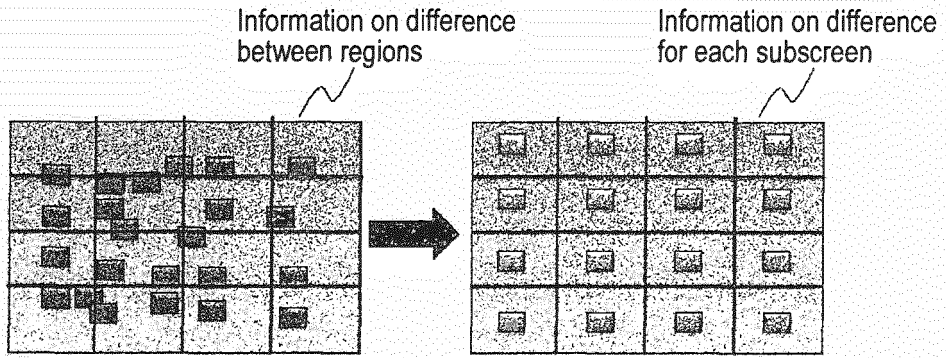 Information on difference
between regions
Information on difference
for each subscreen